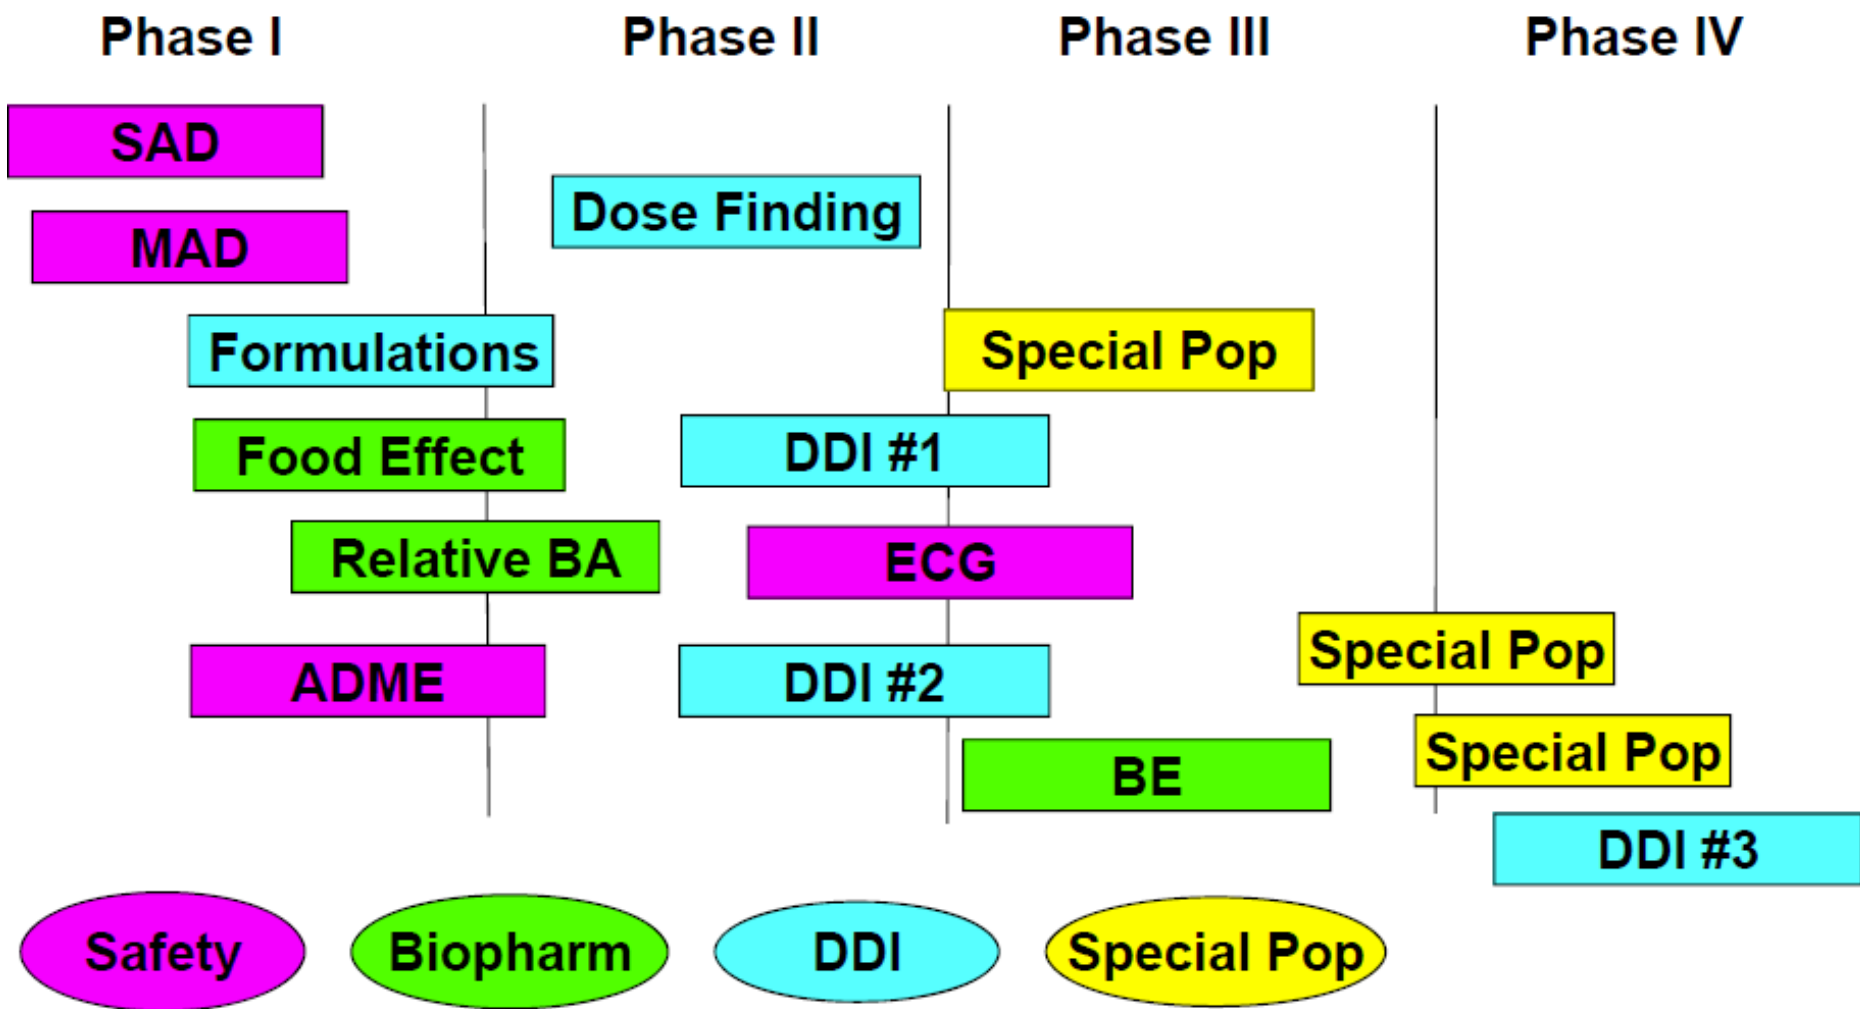 Phase I
Phase II
Phase III
Phase IV
SAD
Dose Finding
MAD
Formulations
Special Pop
Food Effect
DDI #1
Relative BA
ECG
Special Pop
ADME
DDI #2
Special Pop
BE
DDI #3
Safety
Biopharm
DDI
Special Pop